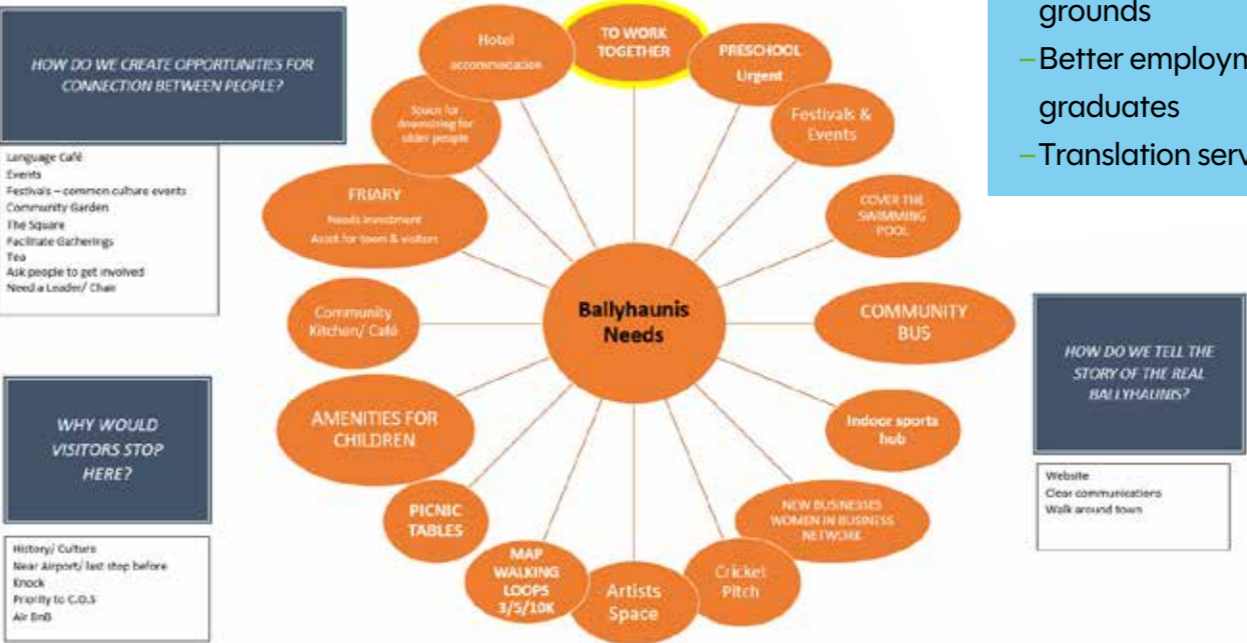 HOW DO WE CREATE OPPORTUNITIES FOR
CONNECTION BETWEEN PEOPLE?
Language Café
Events
Festivals – common culture events
Community Garden
The Square
Facilitate Gatherings
Tea
Ask people to get involved
Need a Leader/ Chair
WHY WOULD
VISITORS STOP
HERE?
History/ Culture
Near Airport/ last stop before
Knock
Priority to C.O.S
Air BnB
Ballyhaunis
Needs
TO WORK
TOGETHER
PRESCHOOL
Urgent
Festivals &
Events
COVER THE
SWIMMING
POOL
COMMUNITY
BUS
Indoor sports
hub
NEW BUSINESSES
WOMEN IN BUSINESS
NETWORK
Cricket
Pitch
Artists
Space
MAP
WALKING
LOOPS
3/5/10K
PICNIC
TABLES
AMENITIES FOR
CHILDREN
Community
Kitchen/ Café
FRIARY
Needs investment
Asset for town & visitors
Space for
downsizing for
older people
Hotel
accommodation
grounds
–Better employm
graduates
–Translation serv
HOW DO WE TELL THE
STORY OF THE REAL
BALLYHAUNIS?
Website
Clear communications
Walk around town